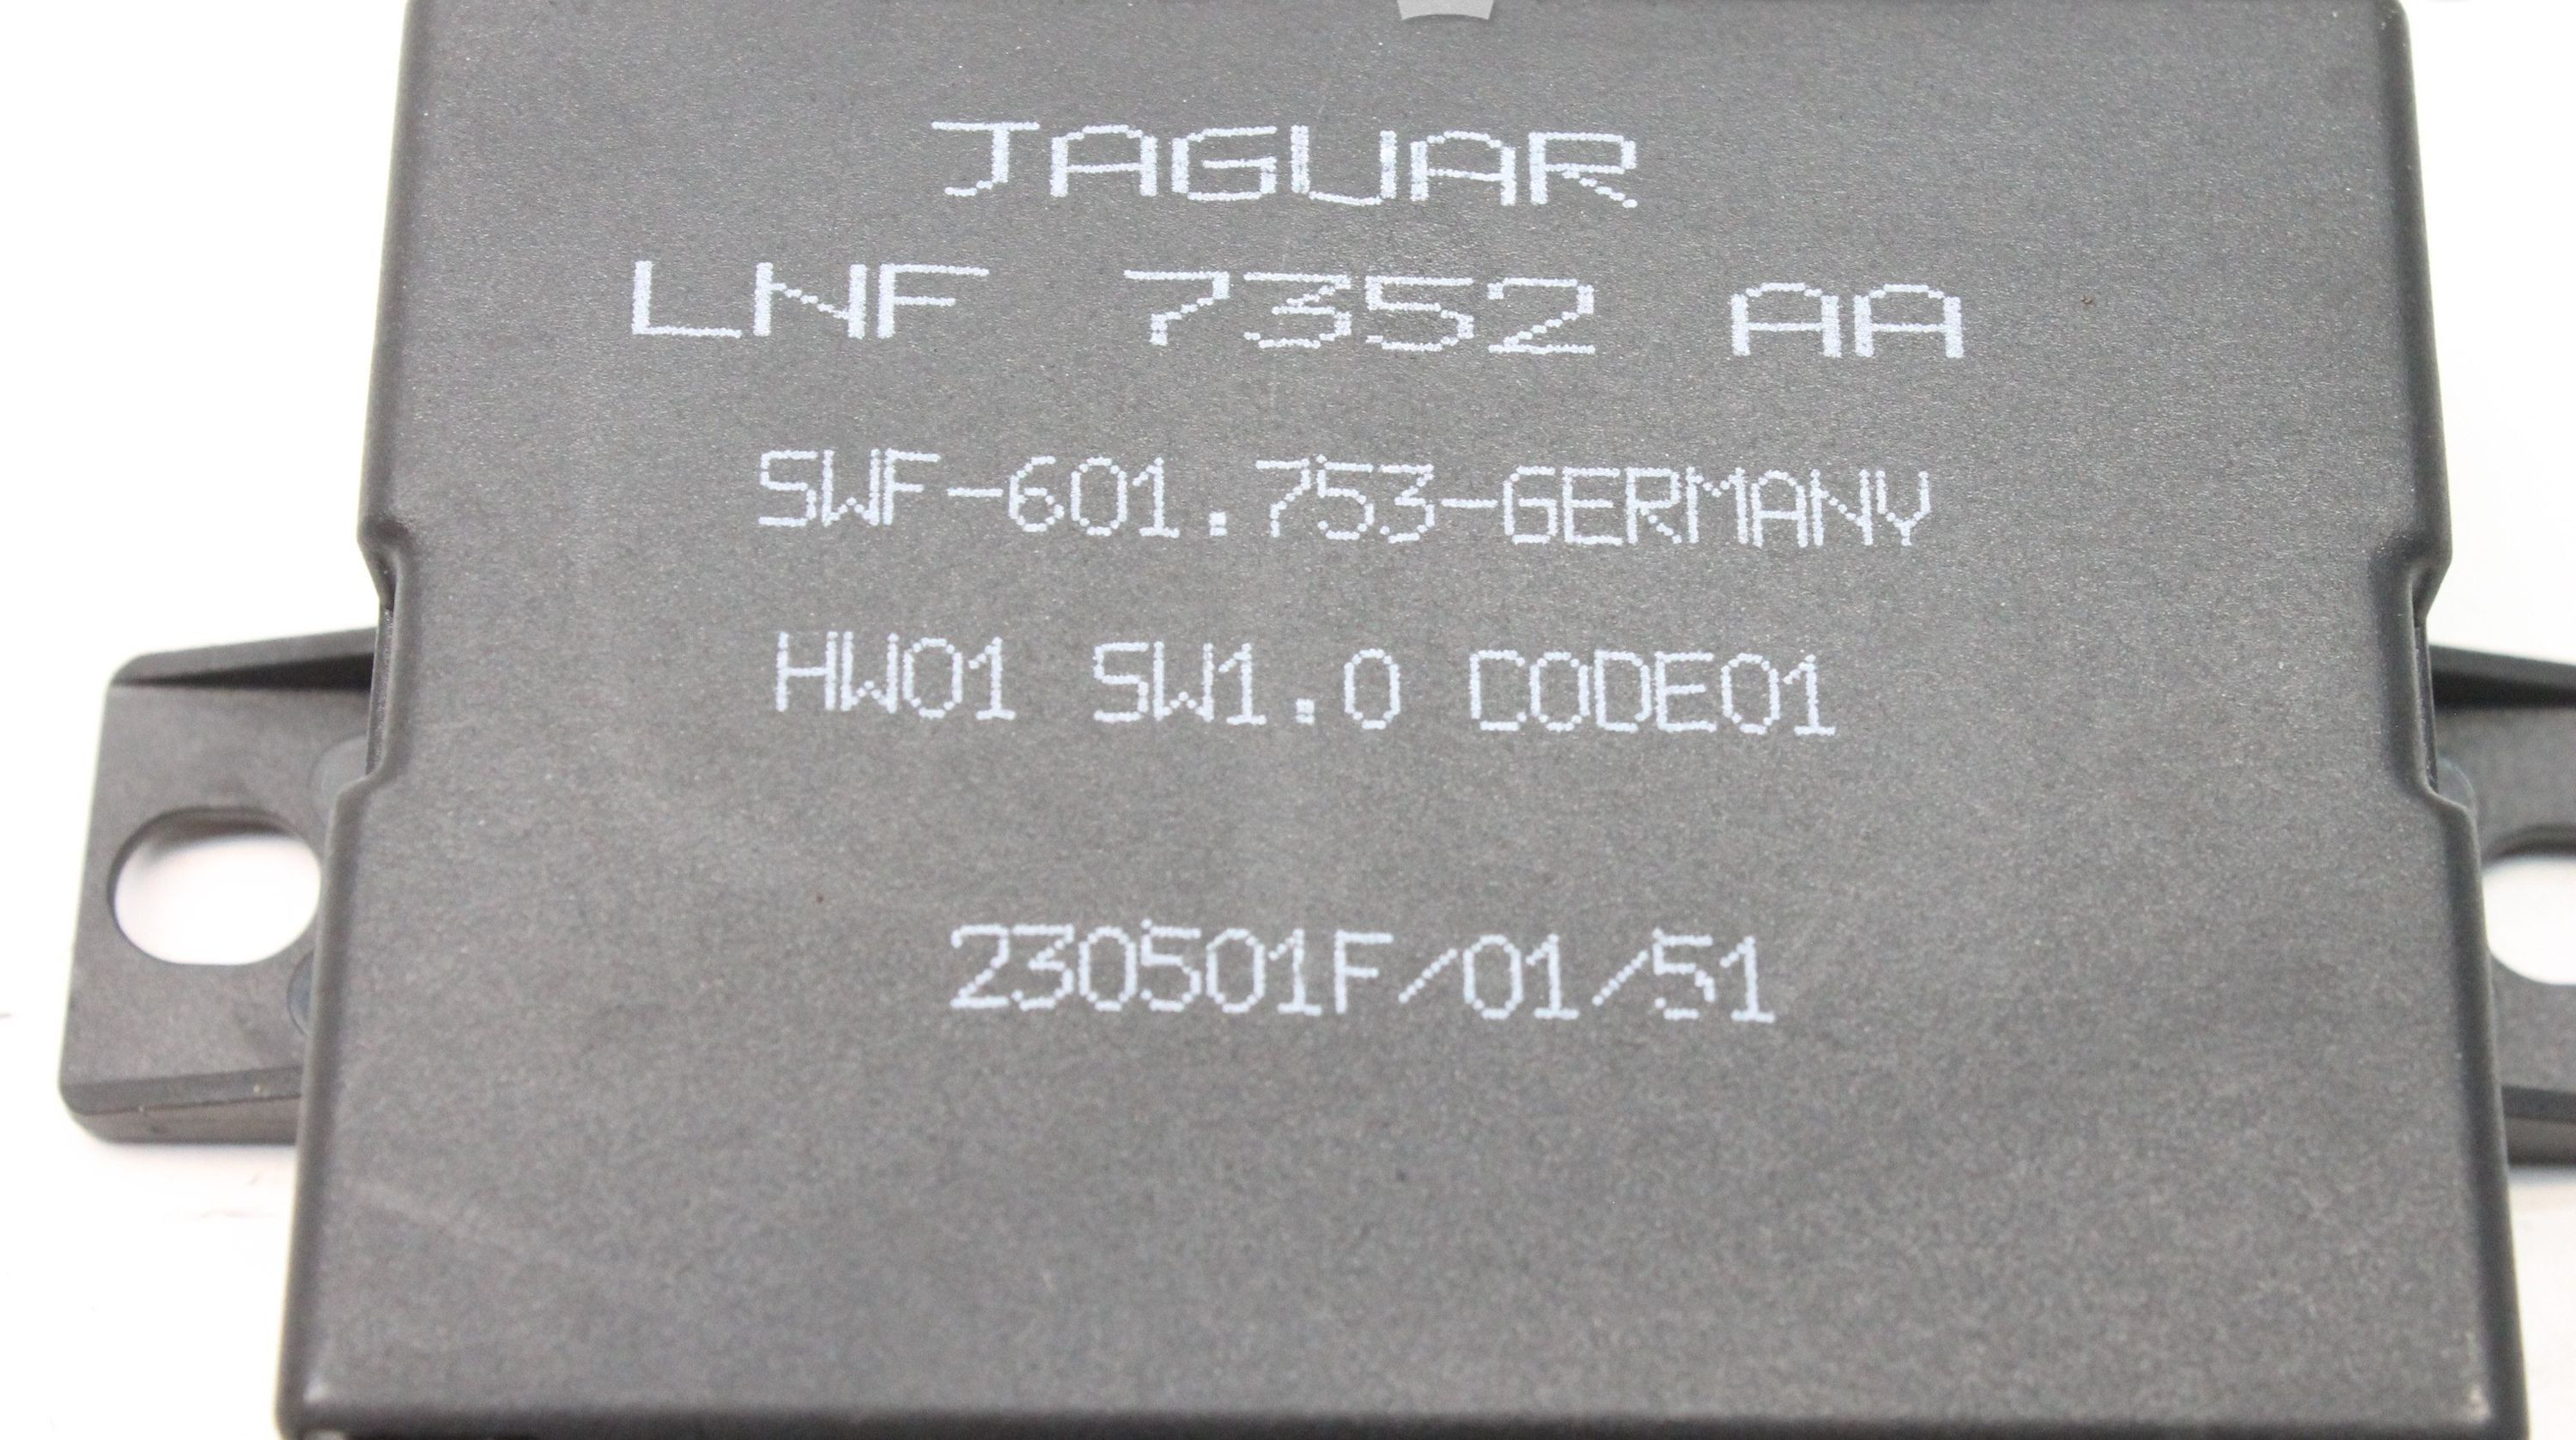 JAGUAR
LNF 7352 AA
SWF-601.753-GERMANY
HW01 SW1.0 CODE01
230501F/01/51